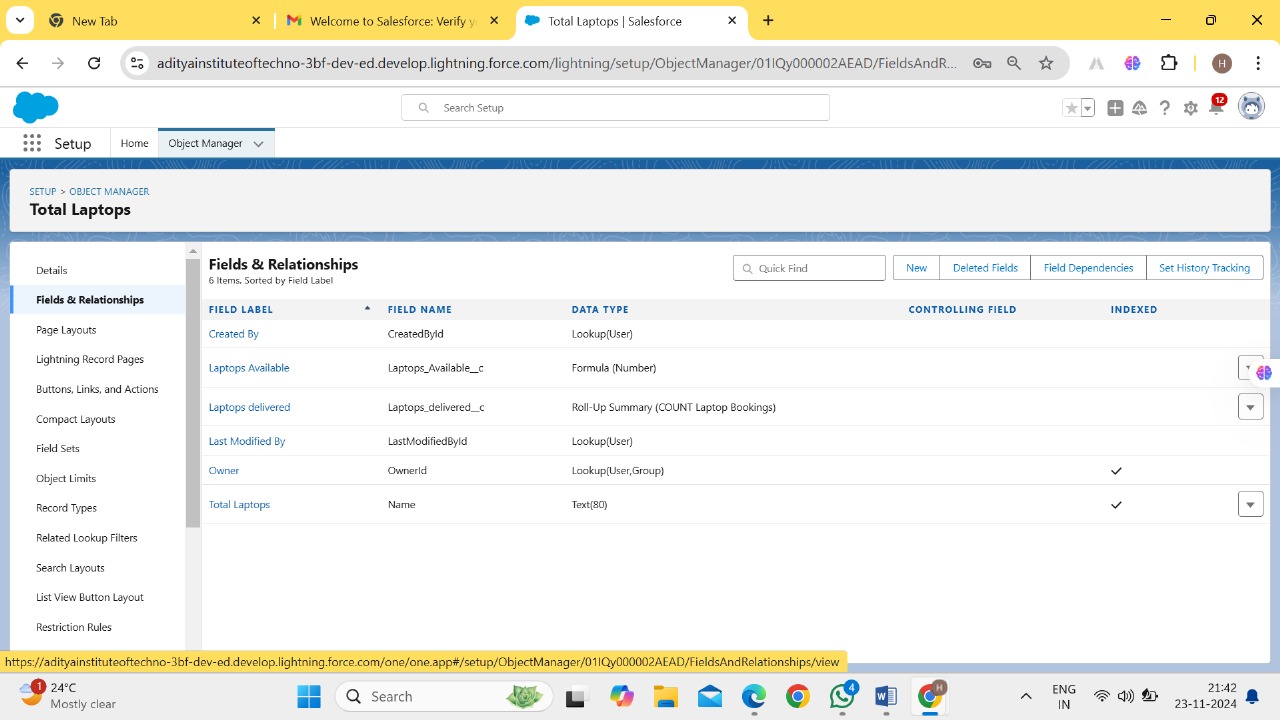 New Tab
Welcome to Salesforce: Verify yo
Total Laptops | Salesforce
adityainstituteoftechno-3bf-dev-ed.develop.lightning.force.com/lightning/setup/ObjectManager/01IQy000002AEAD/FieldsAndR...
H
Search Setup
12
Setup
Home
Object Manager
SETUP > OBJECT MANAGER
Total Laptops
Details
Fields & Relationships
Page Layouts
Lightning Record Pages
Buttons, Links, and Actions
Compact Layouts
Field Sets
Object Limits
Record Types
Related Lookup Filters
Search Layouts
List View Button Layout
Restriction Rules
Fields & Relationships
6 Items, Sorted by Field Label
Quick Find
New
Deleted Fields
Field Dependencies
Set History Tracking
FIELD LABEL FIELD NAME DATA TYPE CONTROLLING FIELD INDEXED
Created By CreatedById Lookup(User)
Laptops Available Laptops_Available__c Formula (Number)
Laptops delivered Laptops_delivered__c Roll-Up Summary (COUNT Laptop Bookings)
Last Modified By LastModifiedById Lookup(User)
Owner OwnerId Lookup(User,Group)
Total Laptops Name Text(80)
https://adityainstituteoftechno-3bf-dev-ed.develop.lightning.force.com/one/one.app#/setup/ObjectManager/01IQy000002AEAD/FieldsAndRelationships/view
1
24°C
Mostly clear
Search
4
H
ENG
IN
21:42
23-11-2024